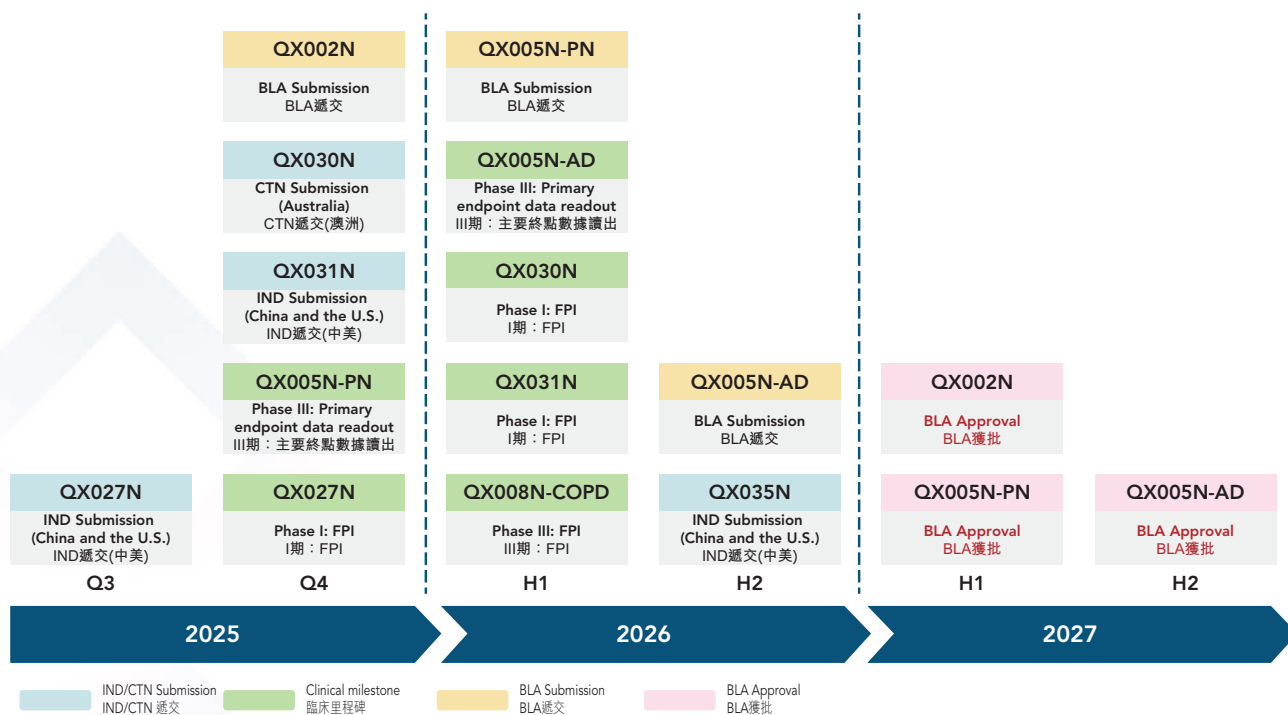 QX002N
BLA Submission
BLA遞交
QX030N
CTN Submission
(Australia)
CTN遞交(澳洲)
QX031N
IND Submission
(China and the U.S.)
IND遞交(中美)
QX005N-PN
Phase III: Primary
endpoint data readout
III期：主要終點數據讀出
QX027N
IND Submission
(China and the U.S.)
IND遞交(中美)
Q3
QX027N
Phase I: FPI
I期：FPI
Q4
QX005N-PN
BLA Submission
BLA遞交
QX005N-AD
Phase III: Primary
endpoint data readout
III期：主要終點數據讀出
QX030N
Phase I: FPI
I期：FPI
QX031N
Phase I: FPI
I期：FPI
QX008N-COPD
Phase III: FPI
III期：FPI
H1
QX005N-AD
BLA Submission
BLA遞交
QX035N
IND Submission
(China and the U.S.)
IND遞交(中美)
H2
QX002N
BLA Approval
BLA獲批
QX005N-PN
BLA Approval
BLA獲批
H1
QX005N-AD
BLA Approval
BLA獲批
H2
2025
2026
2027
IND/CTN Submission
IND/CTN 遞交
Clinical milestone
臨床里程碑
BLA Submission
BLA遞交
BLA Approval
BLA獲批